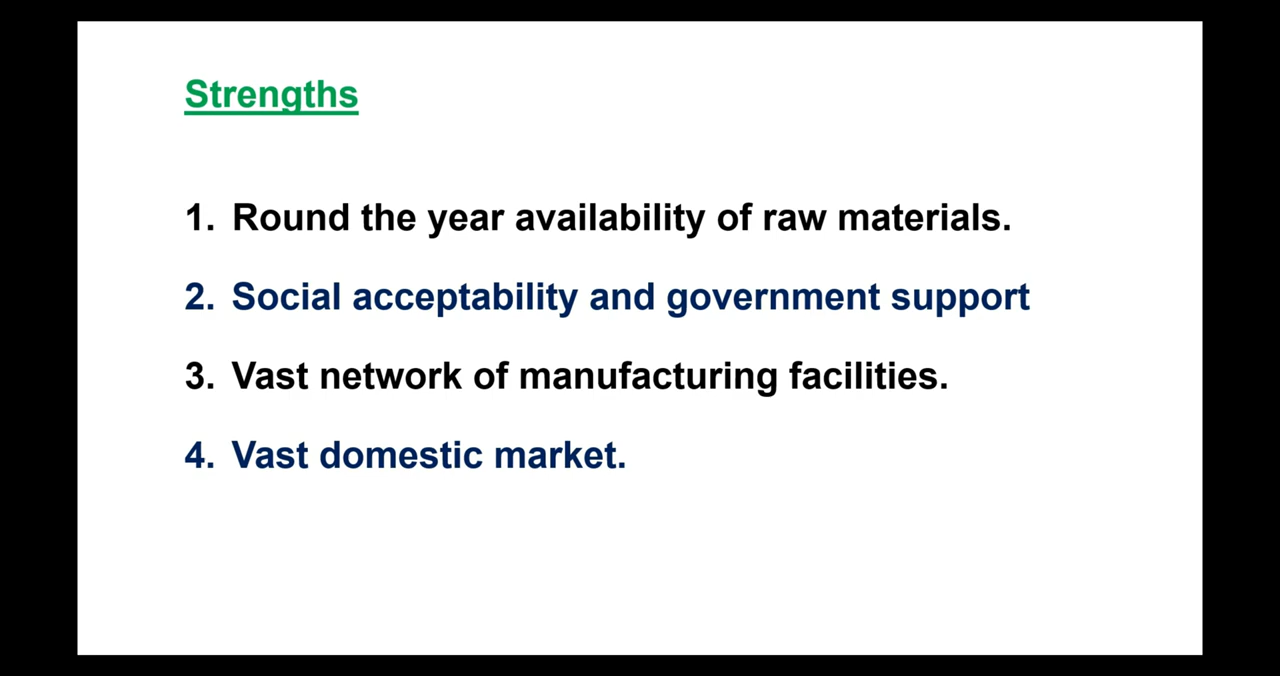 Strengths
1. Round the year availability of raw materials.
2. Social acceptability and government support
3. Vast network of manufacturing facilities.
4. Vast domestic market.